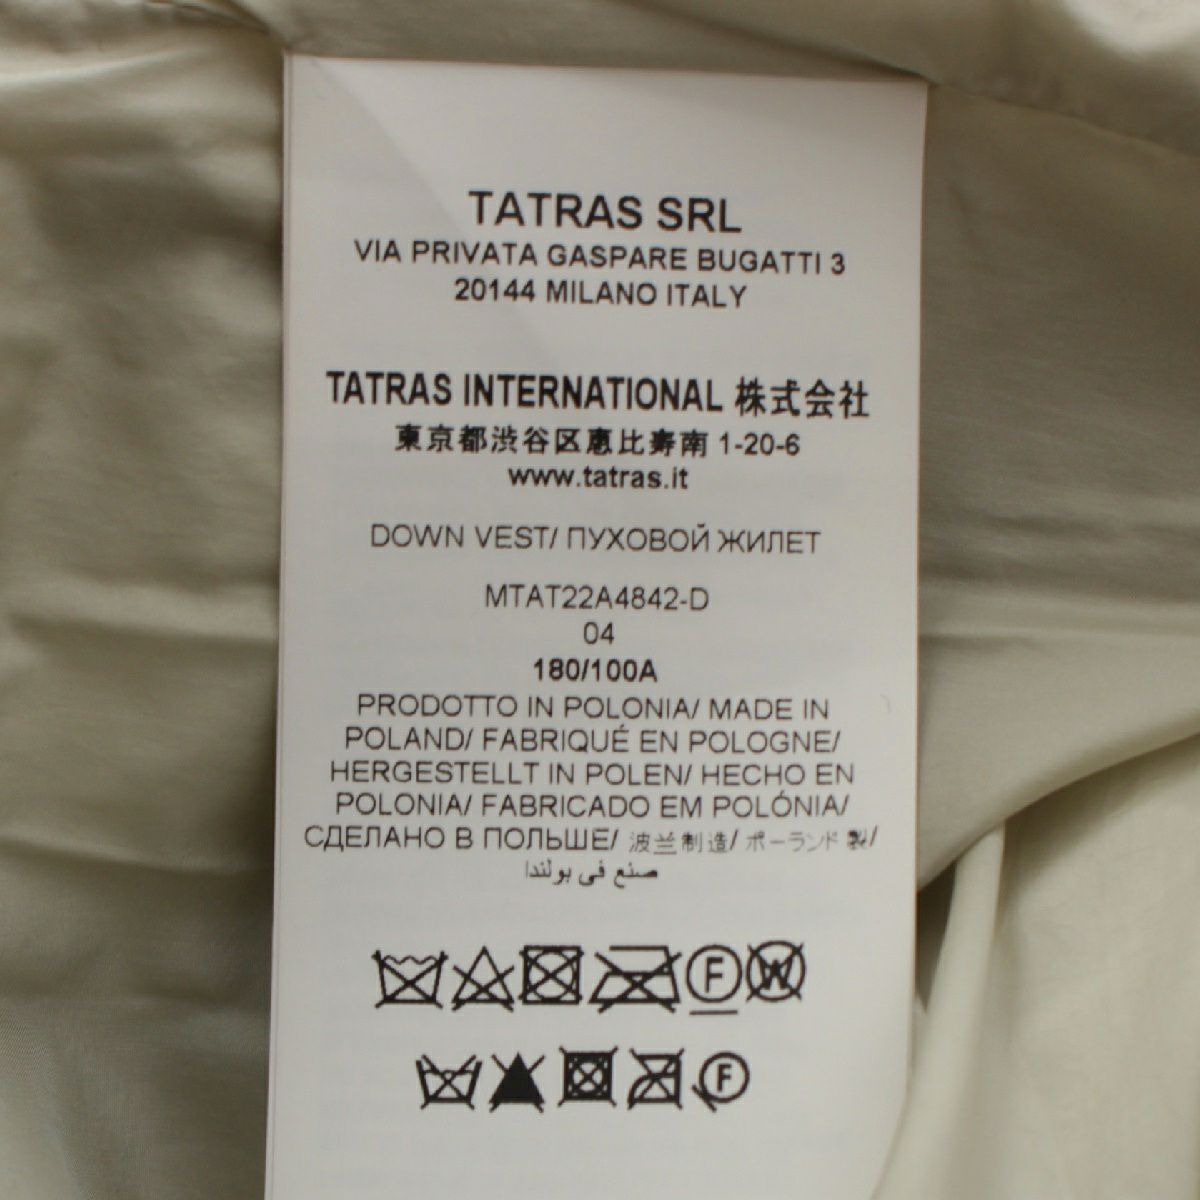 TATRAS SRL
VIA PRIVATA GASPARE BUGATTI 3
20144 MILANO ITALY
TATRAS INTERNATIONAL 株式会社
東京都渋谷区恵比寿南 1-20-6
www.tatras.it
DOWN VEST/ ПУХОВОЙ ЖИЛЕТ
MTAT22A4842-D
04
180/100A
PRODOTTO IN POLONIA/ MADE IN
POLAND/ FABRIQUÉ EN POLOGNE/
HERGESTELLT IN POLEN/ HECHO EN
POLONIA/ FABRICADO EM POLÓNIA/
СДЕЛАНО В ПОЛЬШЕ/ 波兰制造/ ポーランド 製/
صنع في بولندا
F W
F